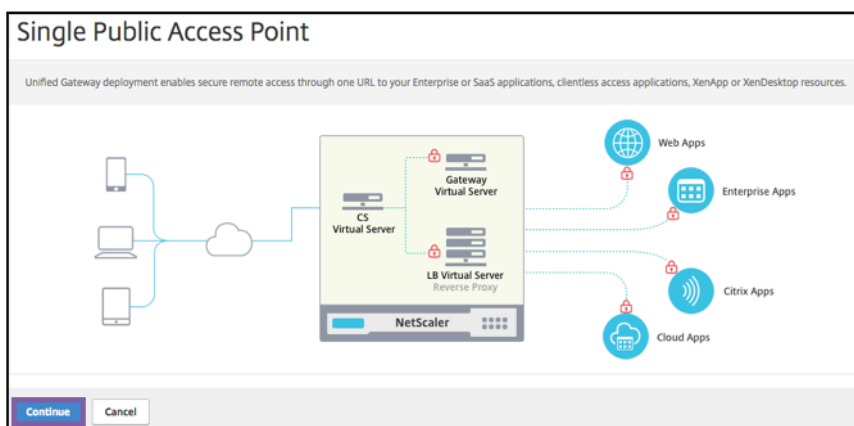 Single Public Access Point
Unified Gateway deployment enables secure remote access through one URL to your Enterprise or SaaS applications, clientless access applications, XenApp or XenDesktop resources.
Web Apps
Gateway
Virtual Server
Enterprise Apps
CS
Virtual Server
LB Virtual Server
Reverse Proxy
Citrix Apps
NetScaler
Cloud Apps
Continue
Cancel